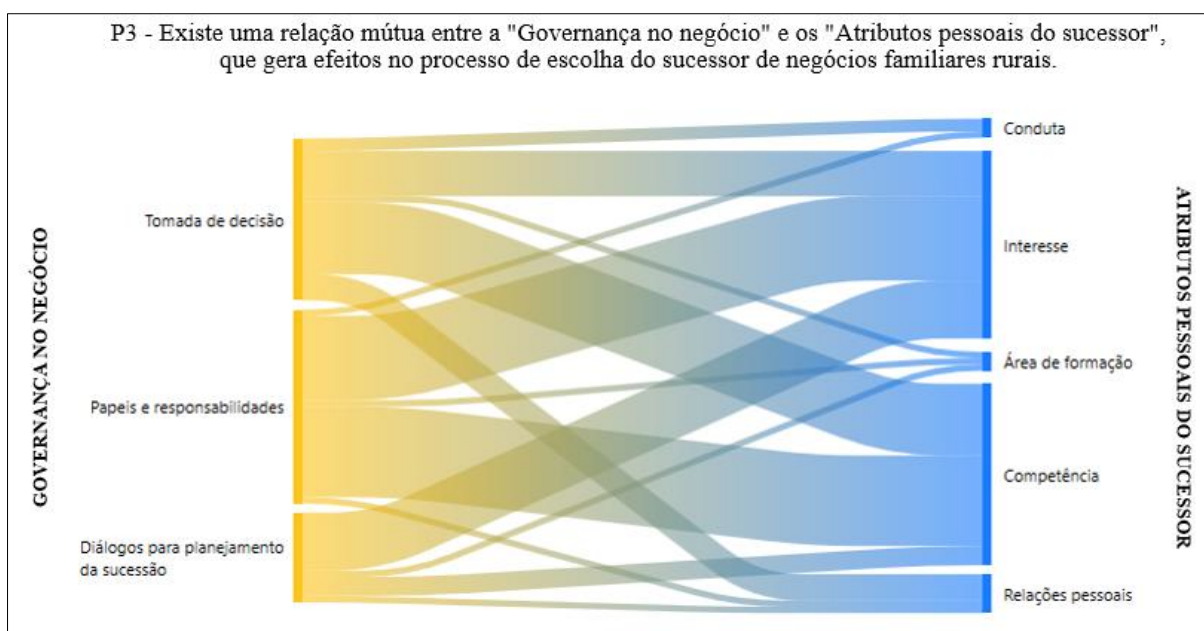 P3 - Existe uma relação mútua entre a "Governança no negócio" e os "Atributos pessoais do sucessor",
que gera efeitos no processo de escolha do sucessor de negócios familiares rurais.
GOVERNANÇA NO NEGÓCIO
Tomada de decisão
Papeis e responsabilidades
Diálogos para planejamento
da sucessão
Conduta
Interesse
Área de formação
Competência
Relações pessoais
ATRIBUTOS PESSOAIS DO SUCESSOR